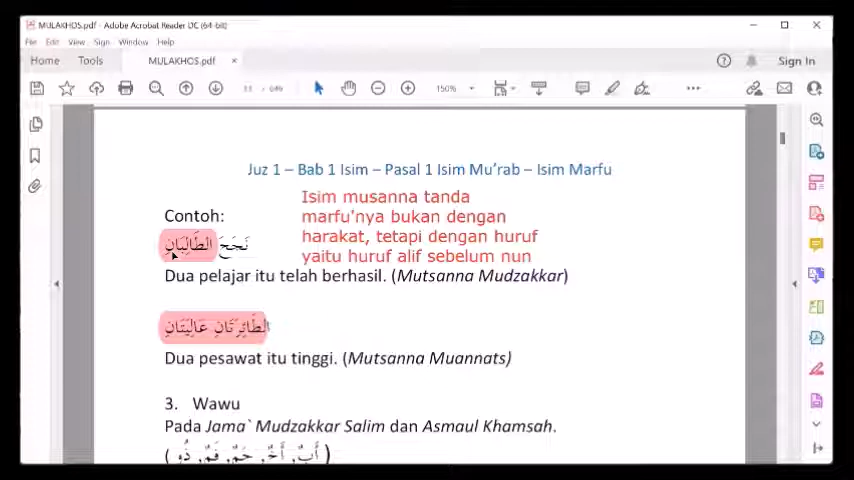 MULAKHOS.pdf - Adobe Acrobat Reader DC (64-bit)
File Edit View Sign Window Help
Home Tools MULAKHOS.pdf × Sign In
150%
Juz 1 – Bab 1 Isim – Pasal 1 Isim Mu'rab – Isim Marfu
Isim musanna tanda
marfu'nya bukan dengan
harakat, tetapi dengan huruf
yaitu huruf alif sebelum nun
Contoh:
نَجَحَ الطَّالِبَانِ
Dua pelajar itu telah berhasil. (Mutsanna Mudzakkar)
الطَّائِرَتَانِ عَالِيَتَانِ
Dua pesawat itu tinggi. (Mutsanna Muannats)
3. Wawu
Pada Jama` Mudzakkar Salim dan Asmaul Khamsah.
(أَبٌ, أَخٌ, حَمٌ, فَمٌ, ذُو)